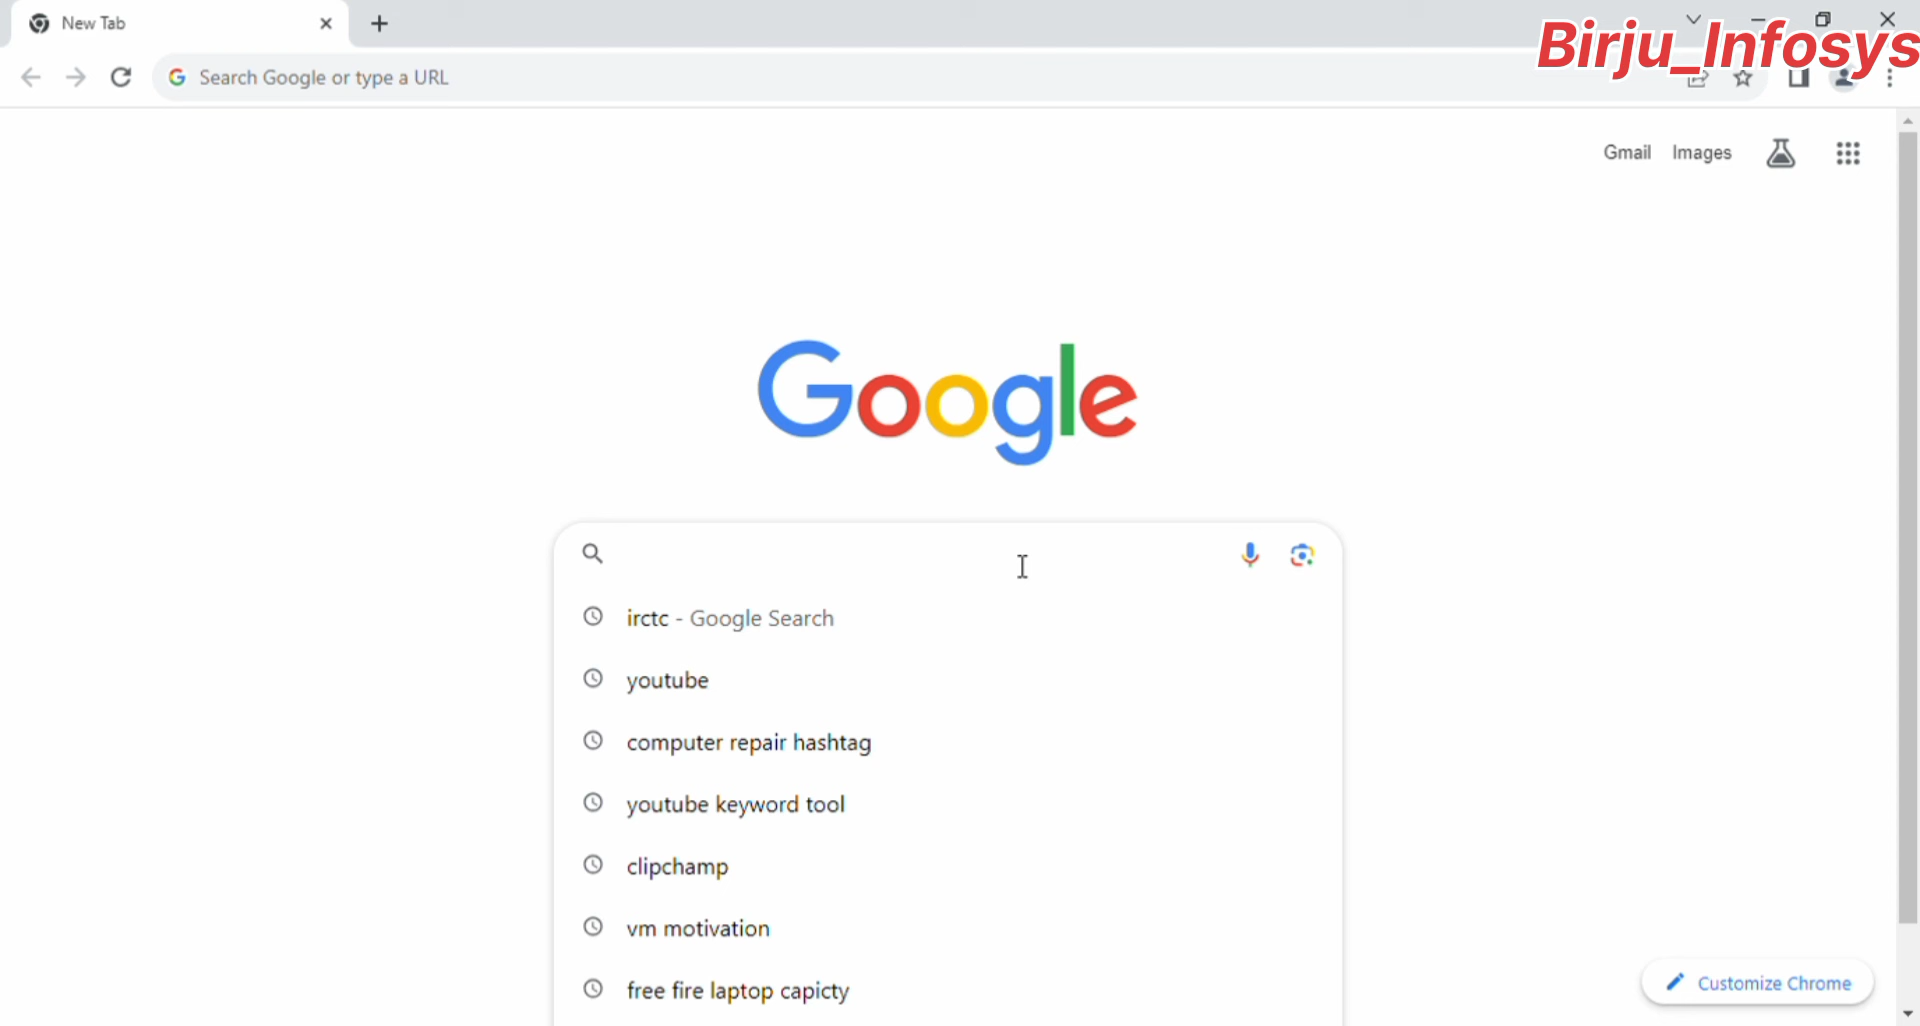 New Tab
Birju_Infosys
Search Google or type a URL
Gmail Images
Google
irctc - Google Search
youtube
computer repair hashtag
youtube keyword tool
clipchamp
vm motivation
free fire laptop capicty
Customize Chrome